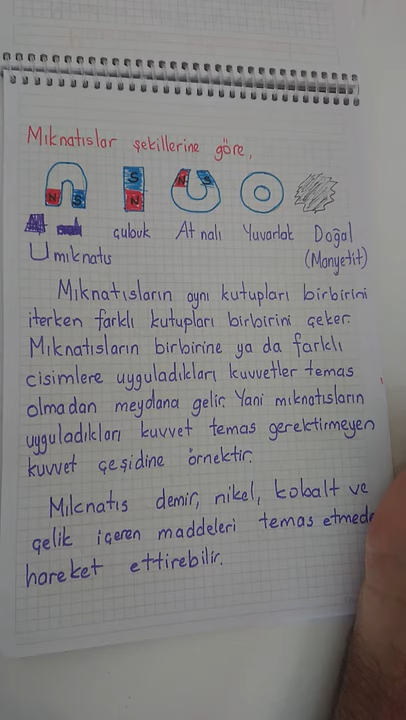 Mıknatıslar şekillerine göre,
N S S N N S
çubuk At nalı Yuvarlak Doğal
U mıknatıs (Manyetit)
Mıknatısların aynı kutupları birbirini
iterken farklı kutupları birbirini çeker.
Mıknatısların birbirine ya da farklı
cisimlere uyguladıkları kuvvetler temas
olmadan meydana gelir. Yani mıknatısların
uyguladıkları kuvvet temas gerektirmeyen
kuvvet çeşidine örnektir.
Mıknatıs demir, nikel, kobalt ve
çelik içeren maddeleri temas etmede
hareket ettirebilir.